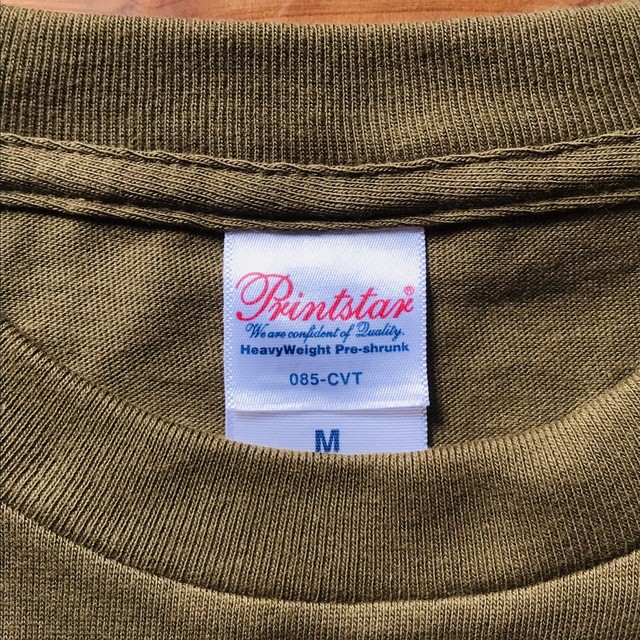 Printstar®
We are confident of Quality.
HeavyWeight Pre-shrunk
085-CVT
M